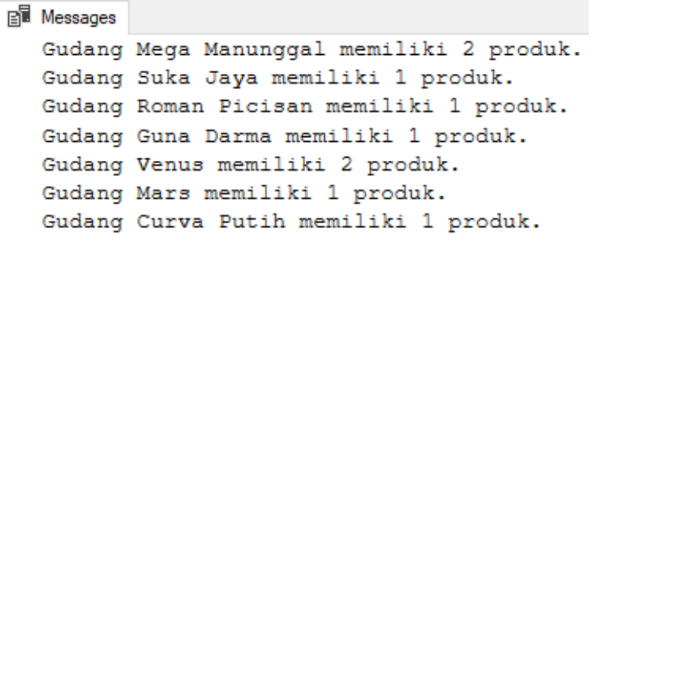 Messages
Gudang Mega Manunggal memiliki 2 produk.
Gudang Suka Jaya memiliki 1 produk.
Gudang Roman Picisan memiliki 1 produk.
Gudang Guna Darma memiliki 1 produk.
Gudang Venus memiliki 2 produk.
Gudang Mars memiliki 1 produk.
Gudang Curva Putih memiliki 1 produk.